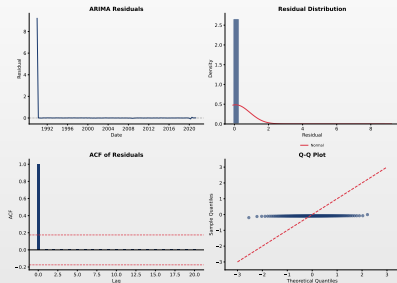 ARIMA Residuals
Residual
8
6
4
2
0
1992 1996 2000 2004 2008 2012 2016 2020
Date
Residual Distribution
Density
2.5
2.0
1.5
1.0
0.5
0.0
0 2 4 6 8
Residual
Normal
ACF of Residuals
ACF
1.0
0.8
0.6
0.4
0.2
0.0
−0.2
0.0 2.5 5.0 7.5 10.0 12.5 15.0 17.5 20.0
Lag
Q-Q Plot
Sample Quantiles
3
2
1
0
−1
−2
−3
−3 −2 −1 0 1 2 3
Theoretical Quantiles